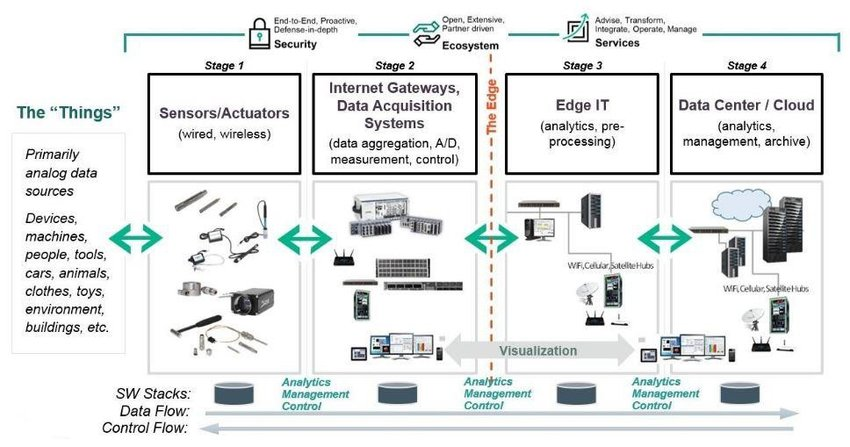 End-to-End, Proactive,
Defense-in-depth
Security
Open, Extensive,
Partner driven
Ecosystem
Advise, Transform,
Integrate, Operate, Manage
Services
The “Things”
Primarily
analog data
sources
Devices,
machines,
people, tools,
cars, animals,
clothes, toys,
environment,
buildings, etc.
Stage 1
Sensors/Actuators
(wired, wireless)
Stage 2
Internet Gateways,
Data Acquisition
Systems
(data aggregation, A/D,
measurement, control)
The Edge
Stage 3
Edge IT
(analytics, pre-
processing)
Stage 4
Data Center / Cloud
(analytics,
management, archive)
WiFi,Cellular,SatelliteHubs
WiFi,Cellular,SatelliteHubs
Visualization
SW Stacks:
Analytics
Management
Control
Analytics
Management
Control
Analytics
Management
Control
Data Flow:
Control Flow: